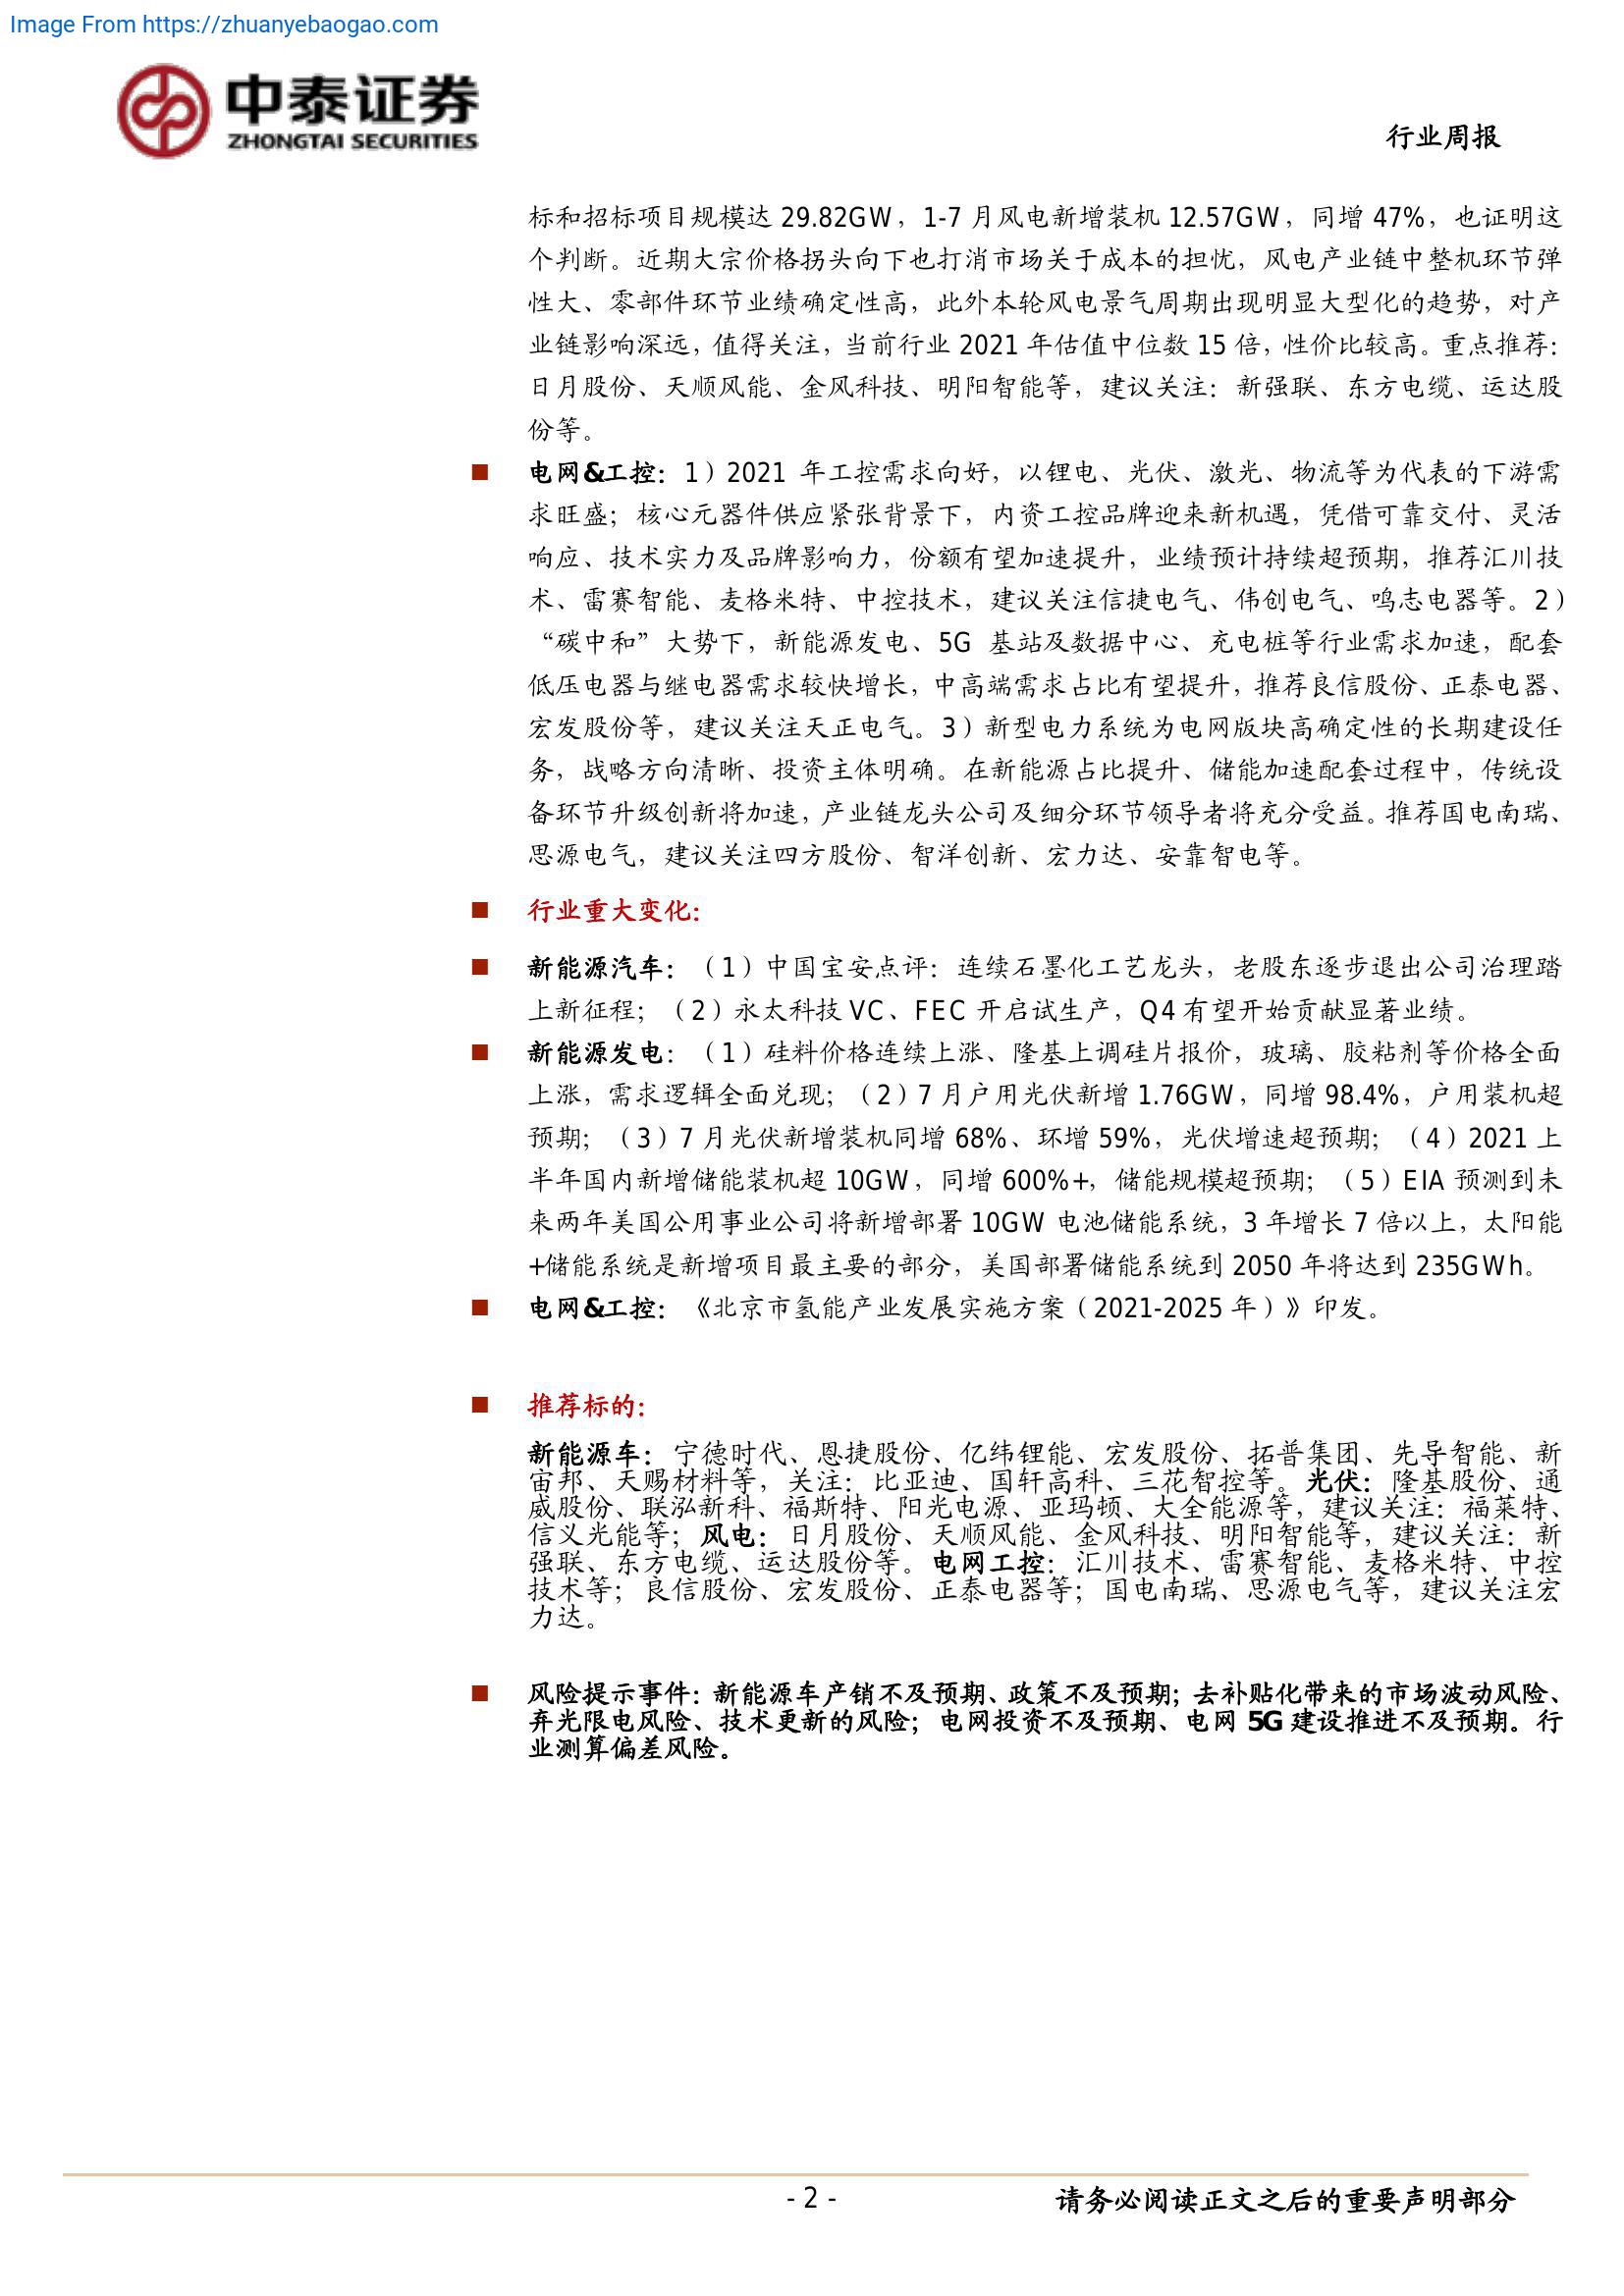 Image From https://zhuanyebaogao.com
中泰证券
ZHONGTAI SECURITIES
行业周报
标和招标项目规模达 29.82GW，1-7 月风电新增装机 12.57GW，同增 47%，也证明这
个判断。近期大宗价格拐头向下也打消市场关于成本的担忧，风电产业链中整机环节弹
性大、零部件环节业绩确定性高，此外本轮风电景气周期出现明显大型化的趋势，对产
业链影响深远，值得关注，当前行业 2021 年估值中位数 15 倍，性价比较高。重点推荐：
日月股份、天顺风能、金风科技、明阳智能等，建议关注：新强联、东方电缆、运达股
份等。
■ 电网&工控：1）2021 年工控需求向好，以锂电、光伏、激光、物流等为代表的下游需
求旺盛；核心元器件供应紧张背景下，内资工控品牌迎来新机遇，凭借可靠交付、灵活
响应、技术实力及品牌影响力，份额有望加速提升，业绩预计持续超预期，推荐汇川技
术、雷赛智能、麦格米特、中控技术，建议关注信捷电气、伟创电气、鸣志电器等。2）
“碳中和”大势下，新能源发电、5G 基站及数据中心、充电桩等行业需求加速，配套
低压电器与继电器需求较快增长，中高端需求占比有望提升，推荐良信股份、正泰电器、
宏发股份等，建议关注天正电气。3）新型电力系统为电网版块高确定性的长期建设任
务，战略方向清晰、投资主体明确。在新能源占比提升、储能加速配套过程中，传统设
备环节升级创新将加速，产业链龙头公司及细分环节领导者将充分受益。推荐国电南瑞、
思源电气，建议关注四方股份、智洋创新、宏力达、安靠智电等。
■ 行业重大变化：
■ 新能源汽车：（1）中国宝安点评：连续石墨化工艺龙头，老股东逐步退出公司治理踏
上新征程；（2）永太科技 VC、FEC 开启试生产，Q4 有望开始贡献显著业绩。
■ 新能源发电：（1）硅料价格连续上涨、隆基上调硅片报价，玻璃、胶粘剂等价格全面
上涨，需求逻辑全面兑现；（2）7 月户用光伏新增 1.76GW，同增 98.4%，户用装机超
预期；（3）7 月光伏新增装机同增 68%、环增 59%，光伏增速超预期；（4）2021 上
半年国内新增储能装机超 10GW，同增 600%+，储能规模超预期；（5）EIA 预测到未
来两年美国公用事业公司将新增部署 10GW 电池储能系统，3 年增长 7 倍以上，太阳能
+储能系统是新增项目最主要的部分，美国部署储能系统到 2050 年将达到 235GWh。
■ 电网&工控：《北京市氢能产业发展实施方案（2021-2025 年）》印发。
■ 推荐标的：
新能源车：宁德时代、恩捷股份、亿纬锂能、宏发股份、拓普集团、先导智能、新
宙邦、天赐材料等，关注：比亚迪、国轩高科、三花智控等。光伏：隆基股份、通
威股份、联泓新科、福斯特、阳光电源、亚玛顿、大全能源等，建议关注：福莱特、
信义光能等；风电：日月股份、天顺风能、金风科技、明阳智能等，建议关注：新
强联、东方电缆、运达股份等。电网工控：汇川技术、雷赛智能、麦格米特、中控
技术等；良信股份、宏发股份、正泰电器等；国电南瑞、思源电气等，建议关注宏
力达。
■ 风险提示事件：新能源车产销不及预期、政策不及预期；去补贴化带来的市场波动风险、
弃光限电风险、技术更新的风险；电网投资不及预期、电网 5G 建设推进不及预期。行
业测算偏差风险。
- 2 -
请务必阅读正文之后的重要声明部分